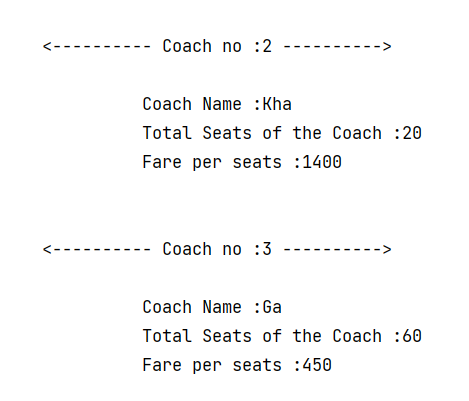 <---------- Coach no :2 ---------->
Coach Name :Kha
Total Seats of the Coach :20
Fare per seats :1400
<---------- Coach no :3 ---------->
Coach Name :Ga
Total Seats of the Coach :60
Fare per seats :450